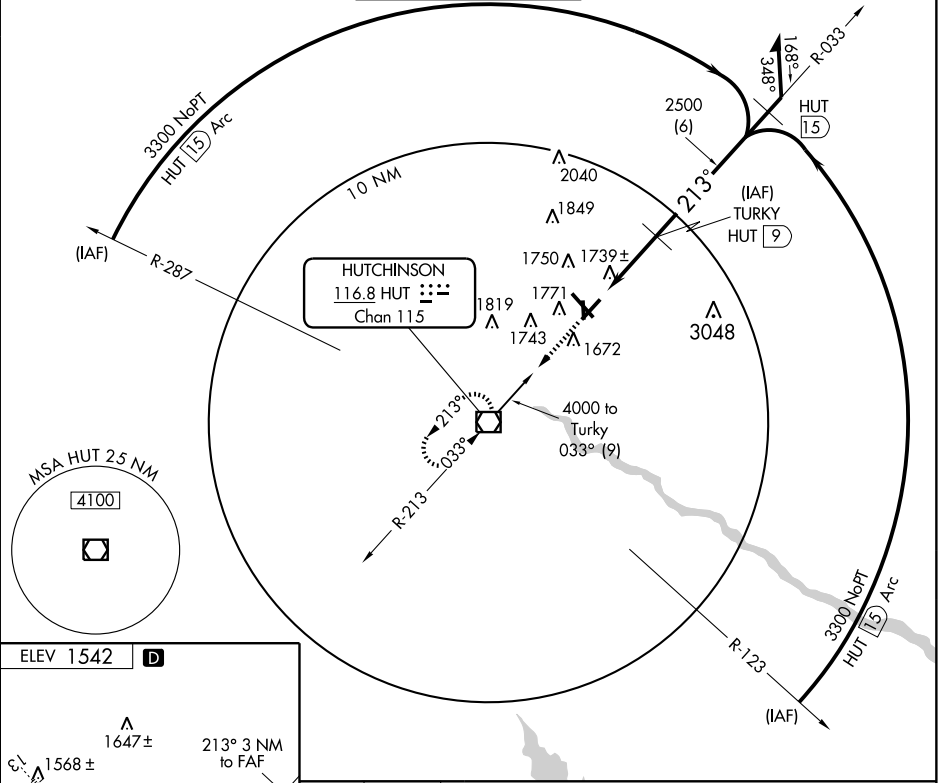 168°
348°
R-033
HUT
15
2500
(6)
3300 NoPT
HUT 15 Arc
213°
(IAF)
TURKY
HUT 9
10 NM
2040
1849
(IAF)
R-287
1750
1739±
HUTCHINSON
116.8 HUT
Chan 115
1819
1771
1743
1672
3048
4000 to
Turky
033° (9)
213°
033°
R-213
MSA HUT 25 NM
4100
3300 NoPT
HUT 15 Arc
R-123
(IAF)
ELEV 1542 D
1647±
213° 3 NM
to FAF
13
1568±